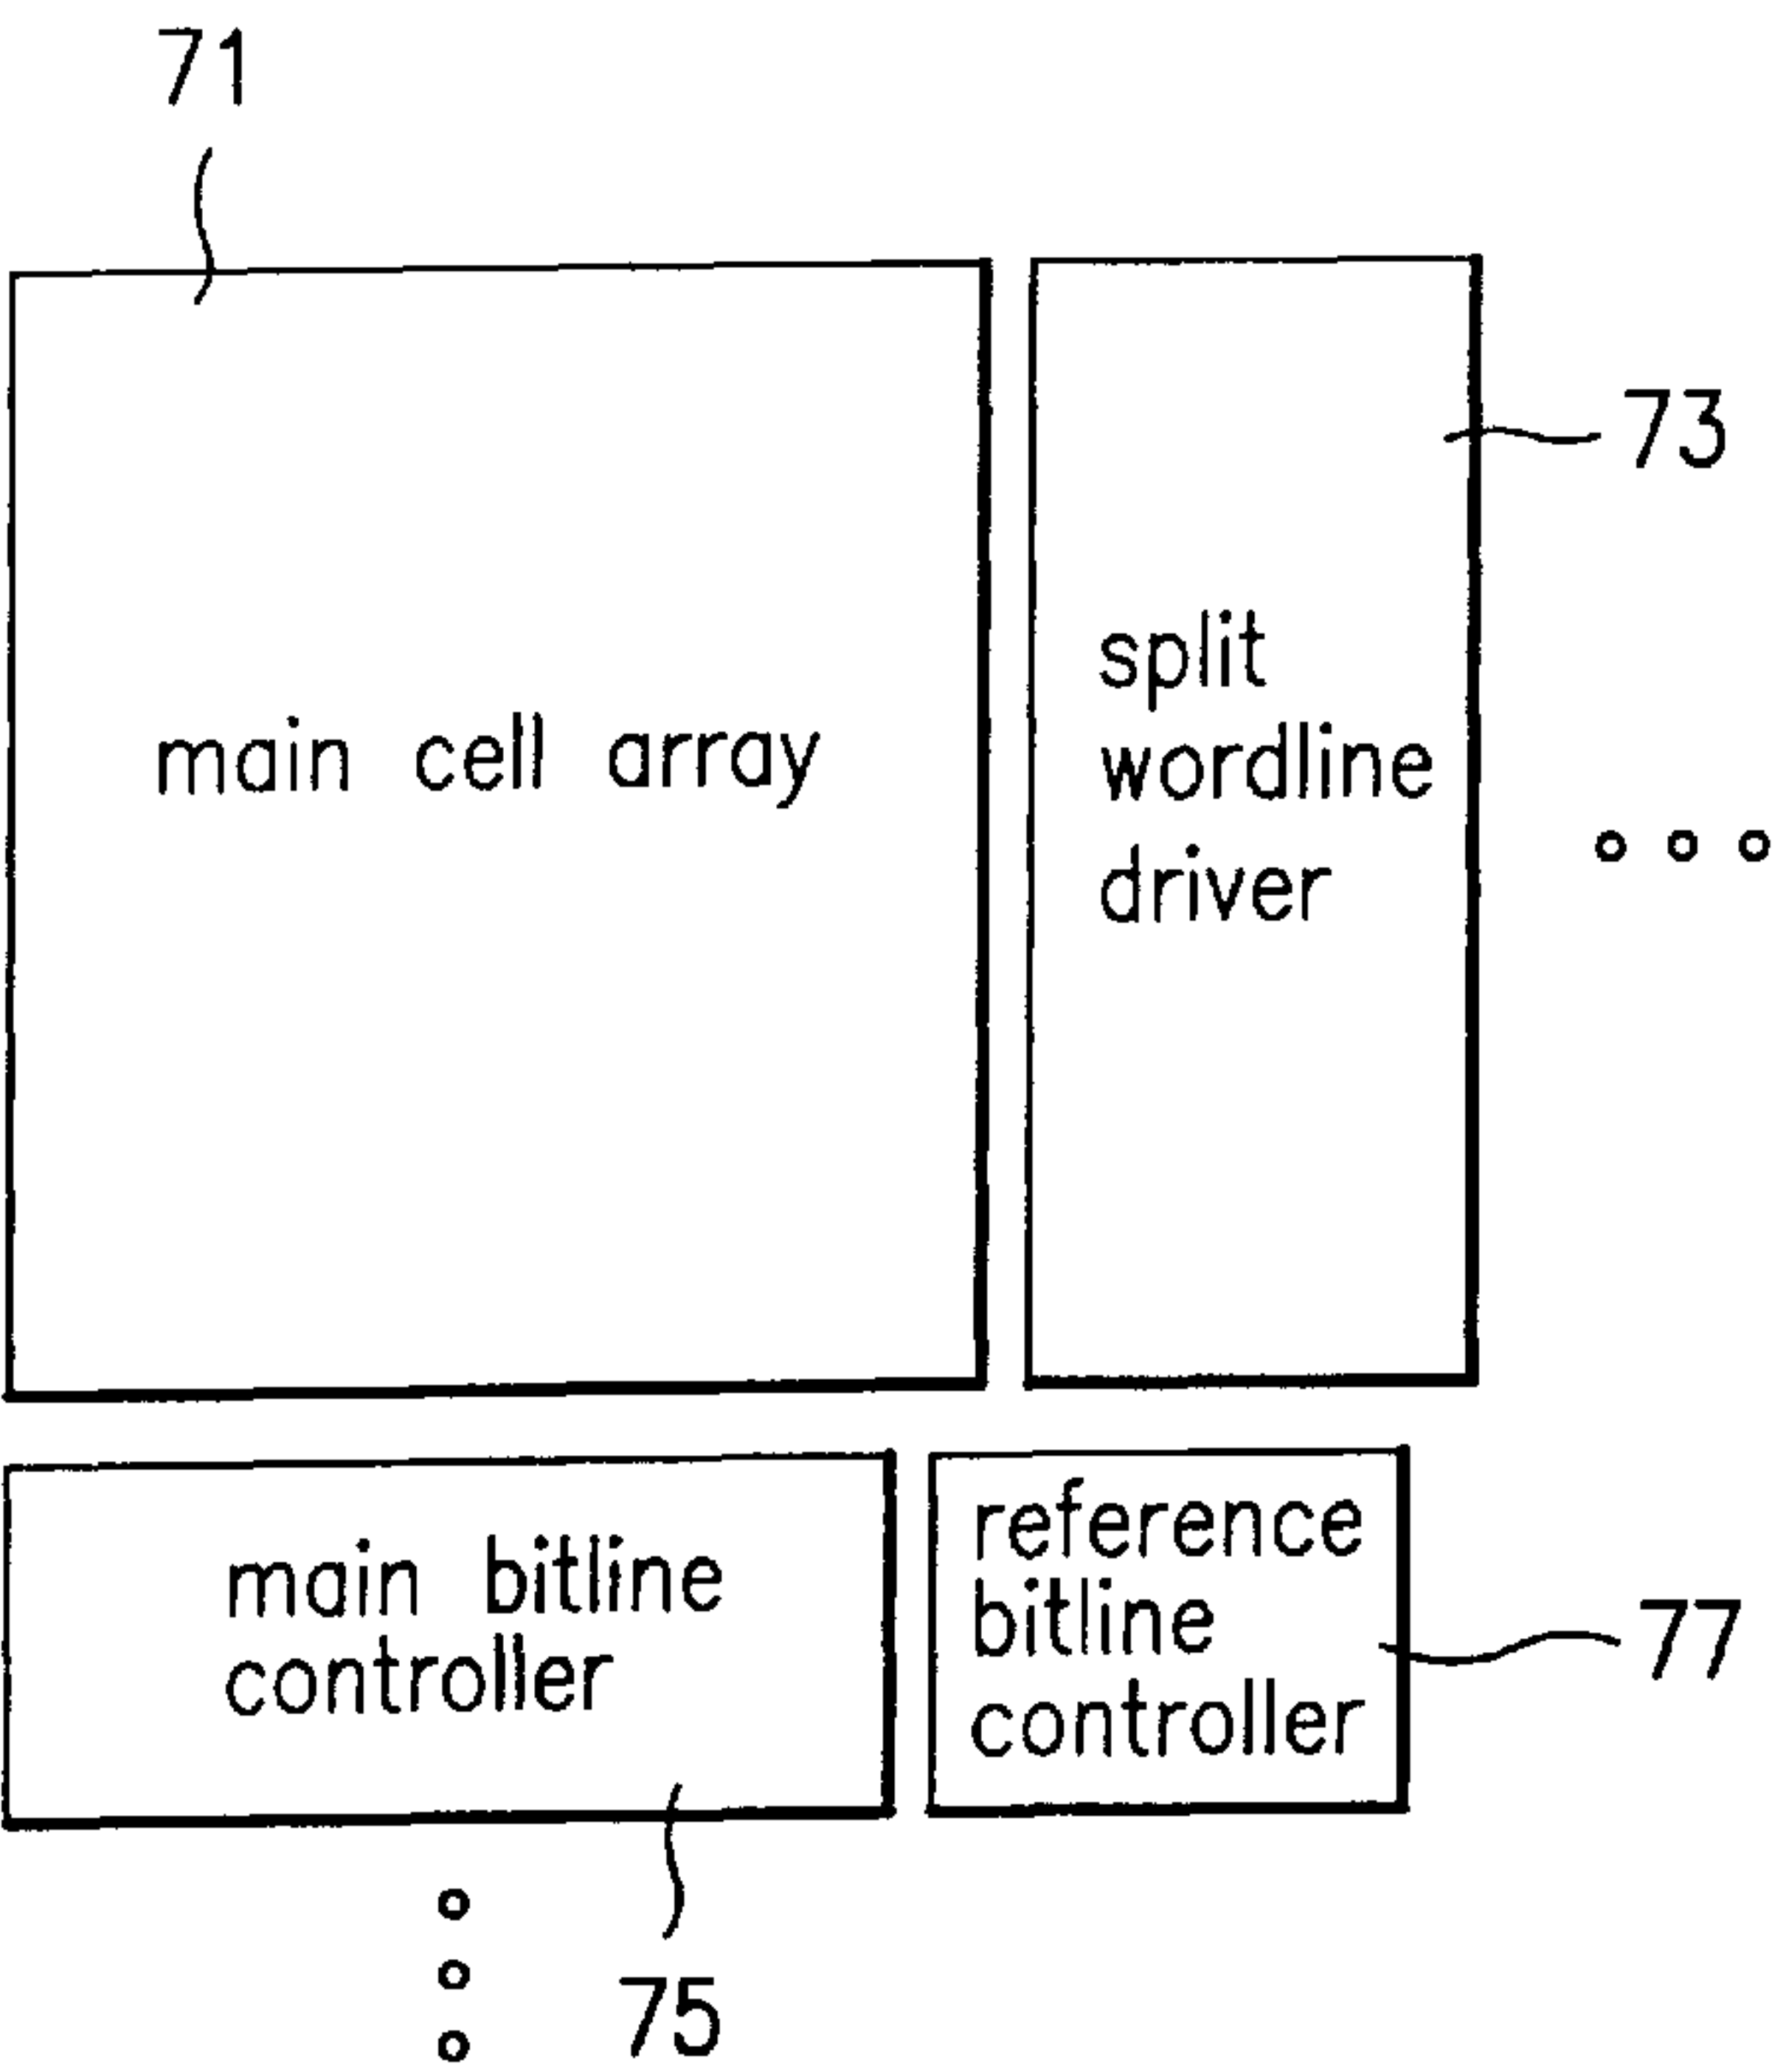 71
73
main cell array
split
wordline
driver
main bitline
controller
reference
bitline
controller
77
75